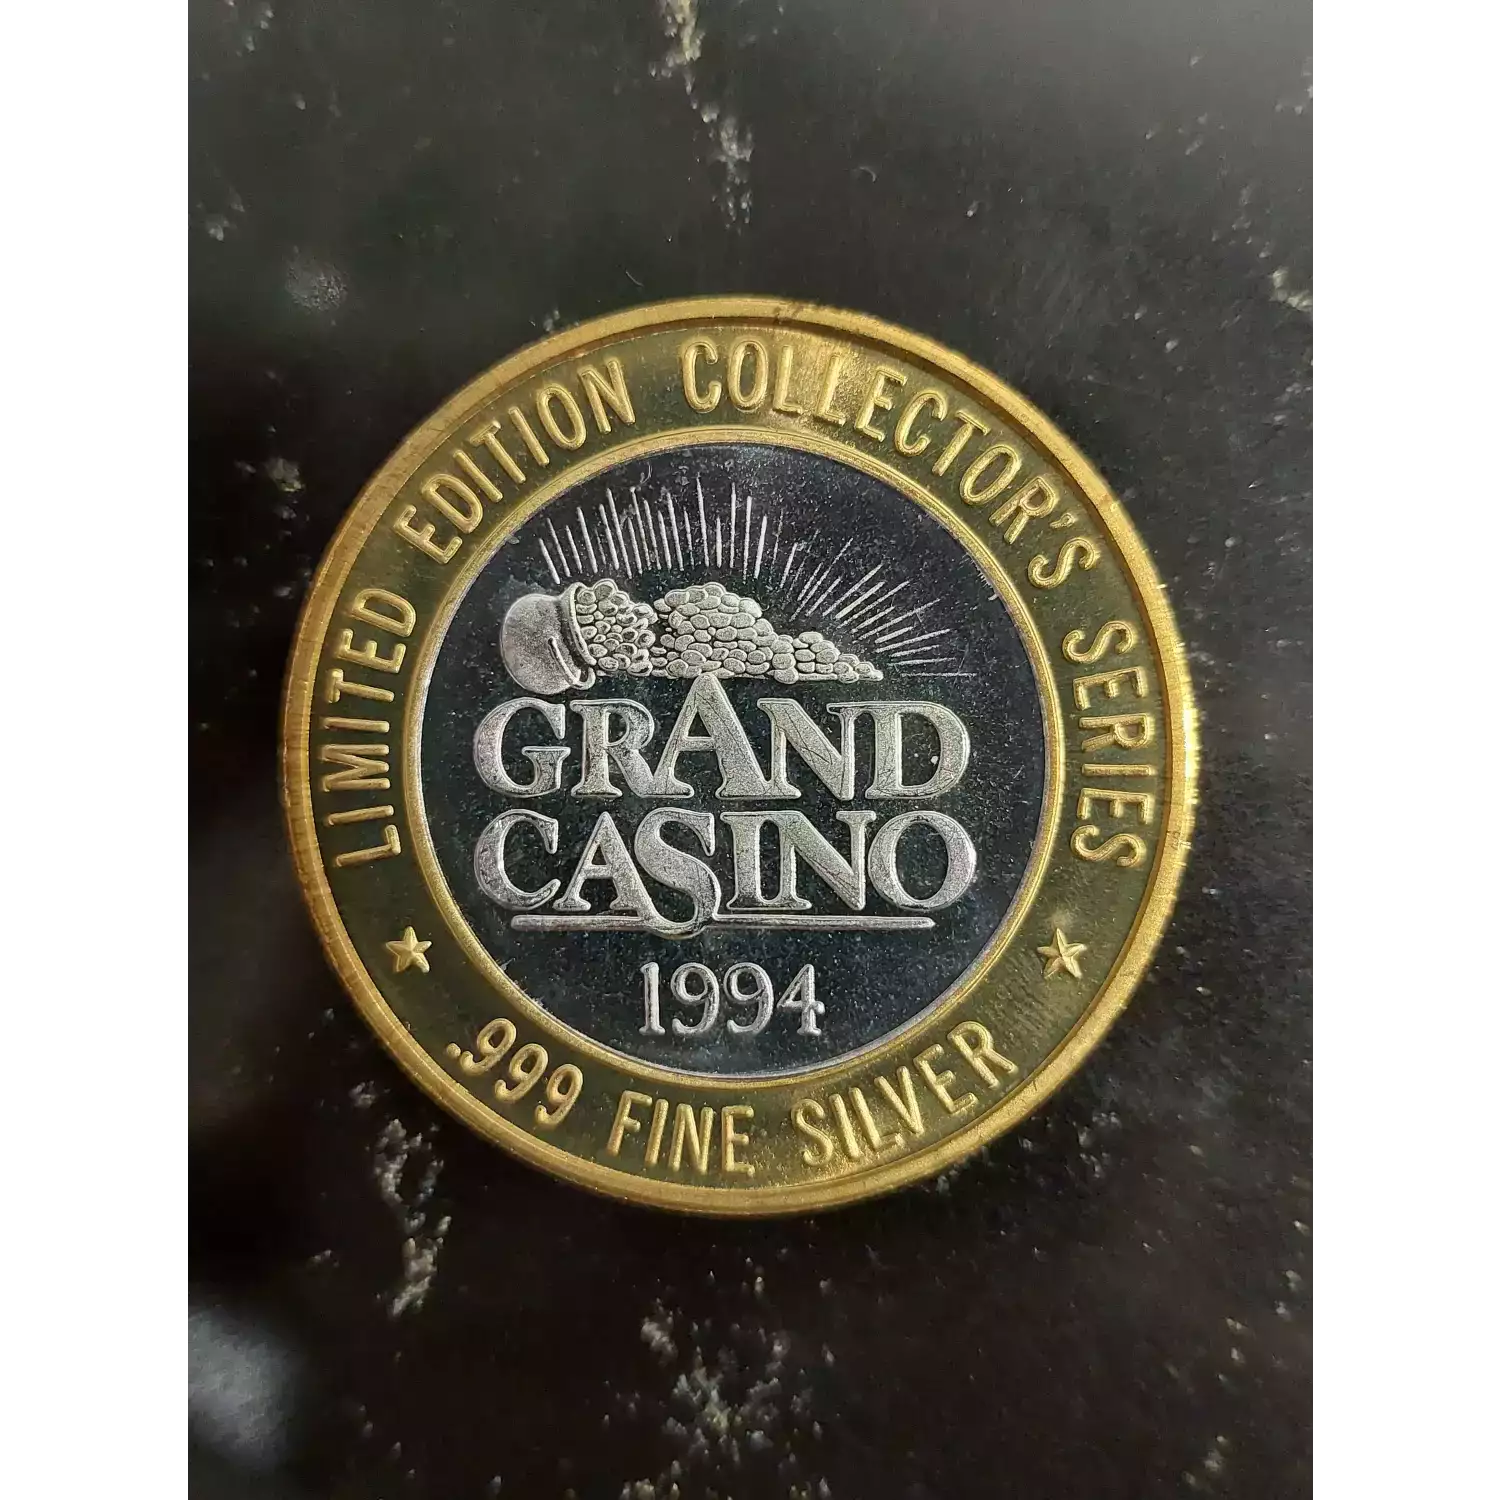 LIMITED EDITION COLLECTOR'S SERIES
GRAND
CASINO
1994
.999 FINE SILVER